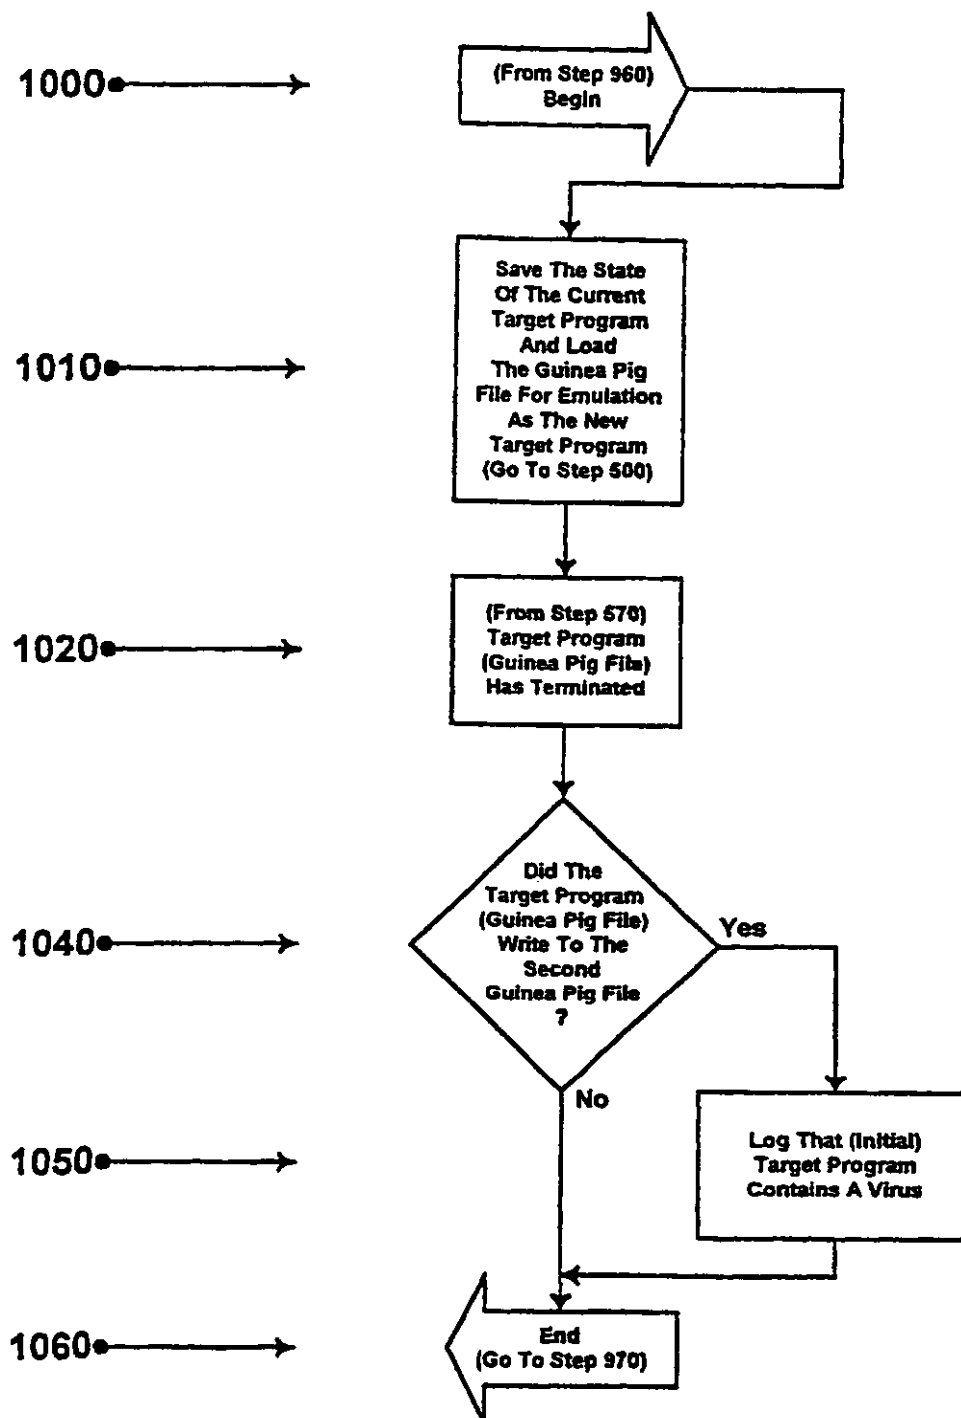 1000
(From Step 960)
Begin
1010
Save The State
Of The Current
Target Program
And Load
The Guinea Pig
File For Emulation
As The New
Target Program
(Go To Step 500)
1020
(From Step 570)
Target Program
(Guinea Pig File)
Has Terminated
1040
Did The
Target Program
(Guinea Pig File)
Write To The
Second
Guinea Pig File
?
Yes
No
1050
Log That (Initial)
Target Program
Contains A Virus
1060
End
(Go To Step 970)